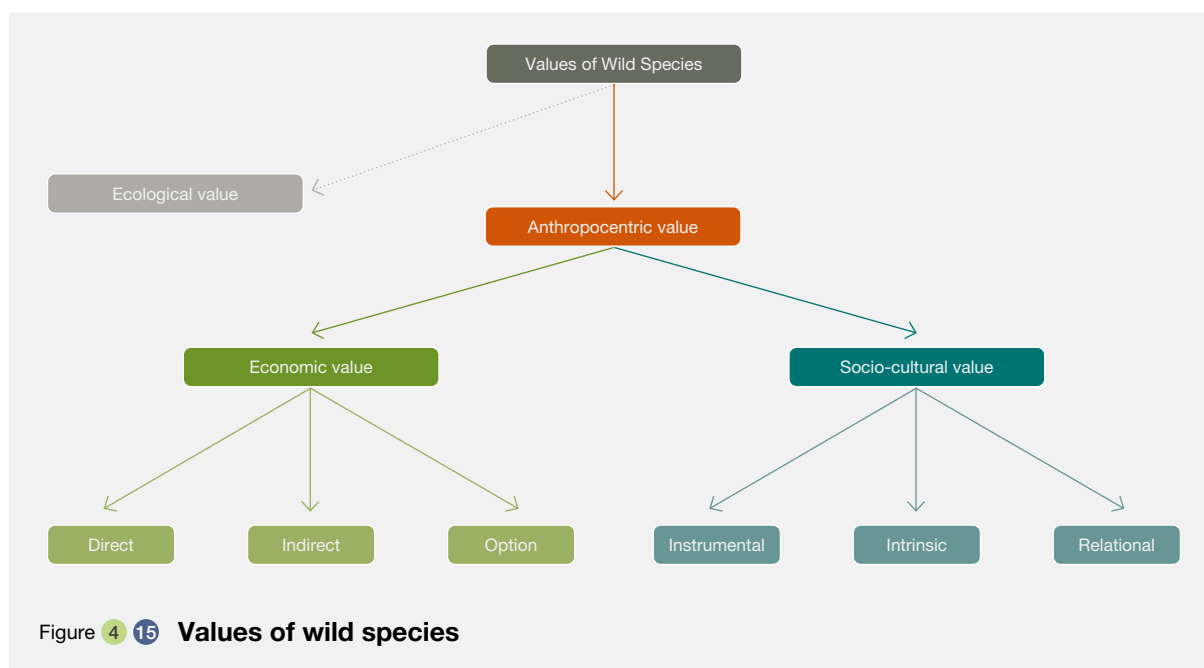 Values of Wild Species
Ecological value
Anthropocentric value
Economic value
Socio-cultural value
Direct
Indirect
Option
Instrumental
Intrinsic
Relational
Figure 4 15 Values of wild species